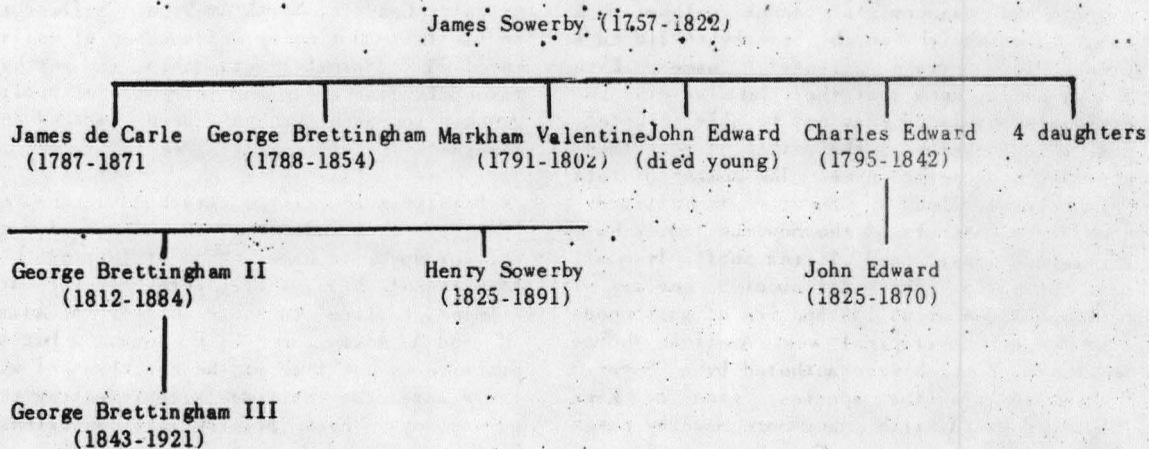 James Sowerby (1757-1822)
James de Carle George Brettingham Markham Valentine John Edward Charles Edward 4 daughters
(1787-1871 (1788-1854) (1791-1802) (died young) (1795-1842)
George Brettingham II Henry Sowerby John Edward
(1812-1884) (1825-1891) (1825-1870)
George Brettingham III
(1843-1921)